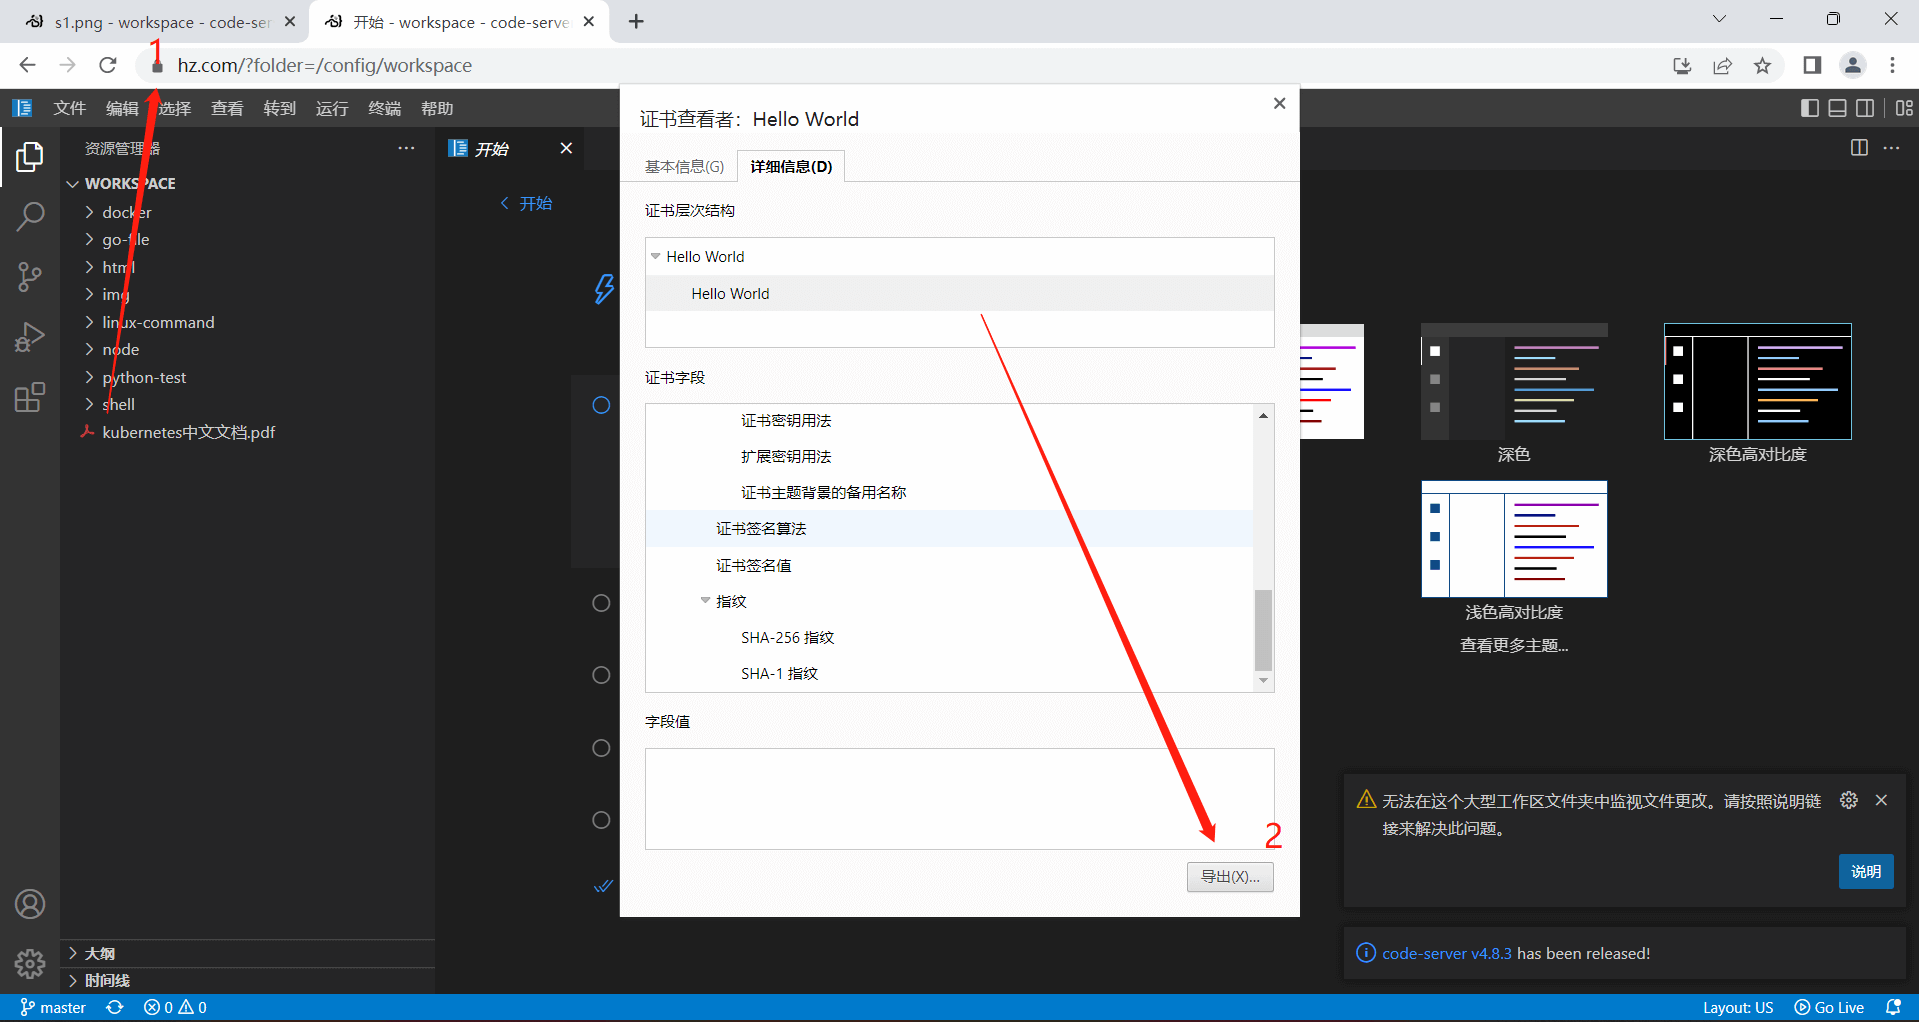 s1.png - workspace - code-ser
开始 - workspace - code-serve
1
hz.com/?folder=/config/workspace
文件 编辑 选择 查看 转到 运行 终端 帮助
资源管理器
WORKSPACE
docker
go-file
html
img
linux-command
node
python-test
shell
kubernetes中文文档.pdf
大纲
时间线
开始
开始
证书查看者：Hello World
基本信息(G)
详细信息(D)
证书层次结构
Hello World
Hello World
证书字段
证书密钥用法
扩展密钥用法
证书主题背景的备用名称
证书签名算法
证书签名值
指纹
SHA-256 指纹
SHA-1 指纹
字段值
2
导出(X)...
深色
深色高对比度
浅色高对比度
查看更多主题...
无法在这个大型工作区文件夹中监视文件更改。请按照说明链
接来解决此问题。
说明
code-server v4.8.3 has been released!
master
0
0
Layout: US
Go Live